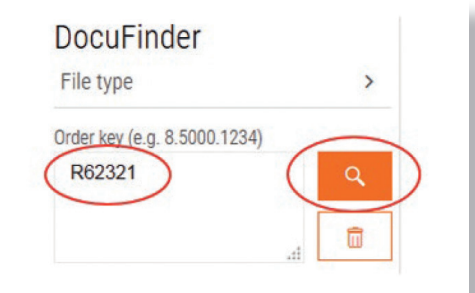 DocuFinder
File type
Order key (e.g. 8.5000.1234)
R62321